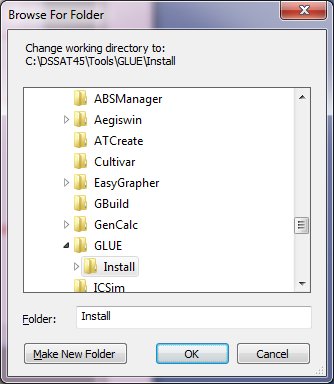 Browse For Folder
Change working directory to:
C:\DSSAT45\Tools\GLUE\Install
ABSManager
Aegiswin
ATCreate
Cultivar
EasyGrapher
GBuild
GenCalc
GLUE
Install
ICSim
Folder: Install
Make New Folder OK Cancel